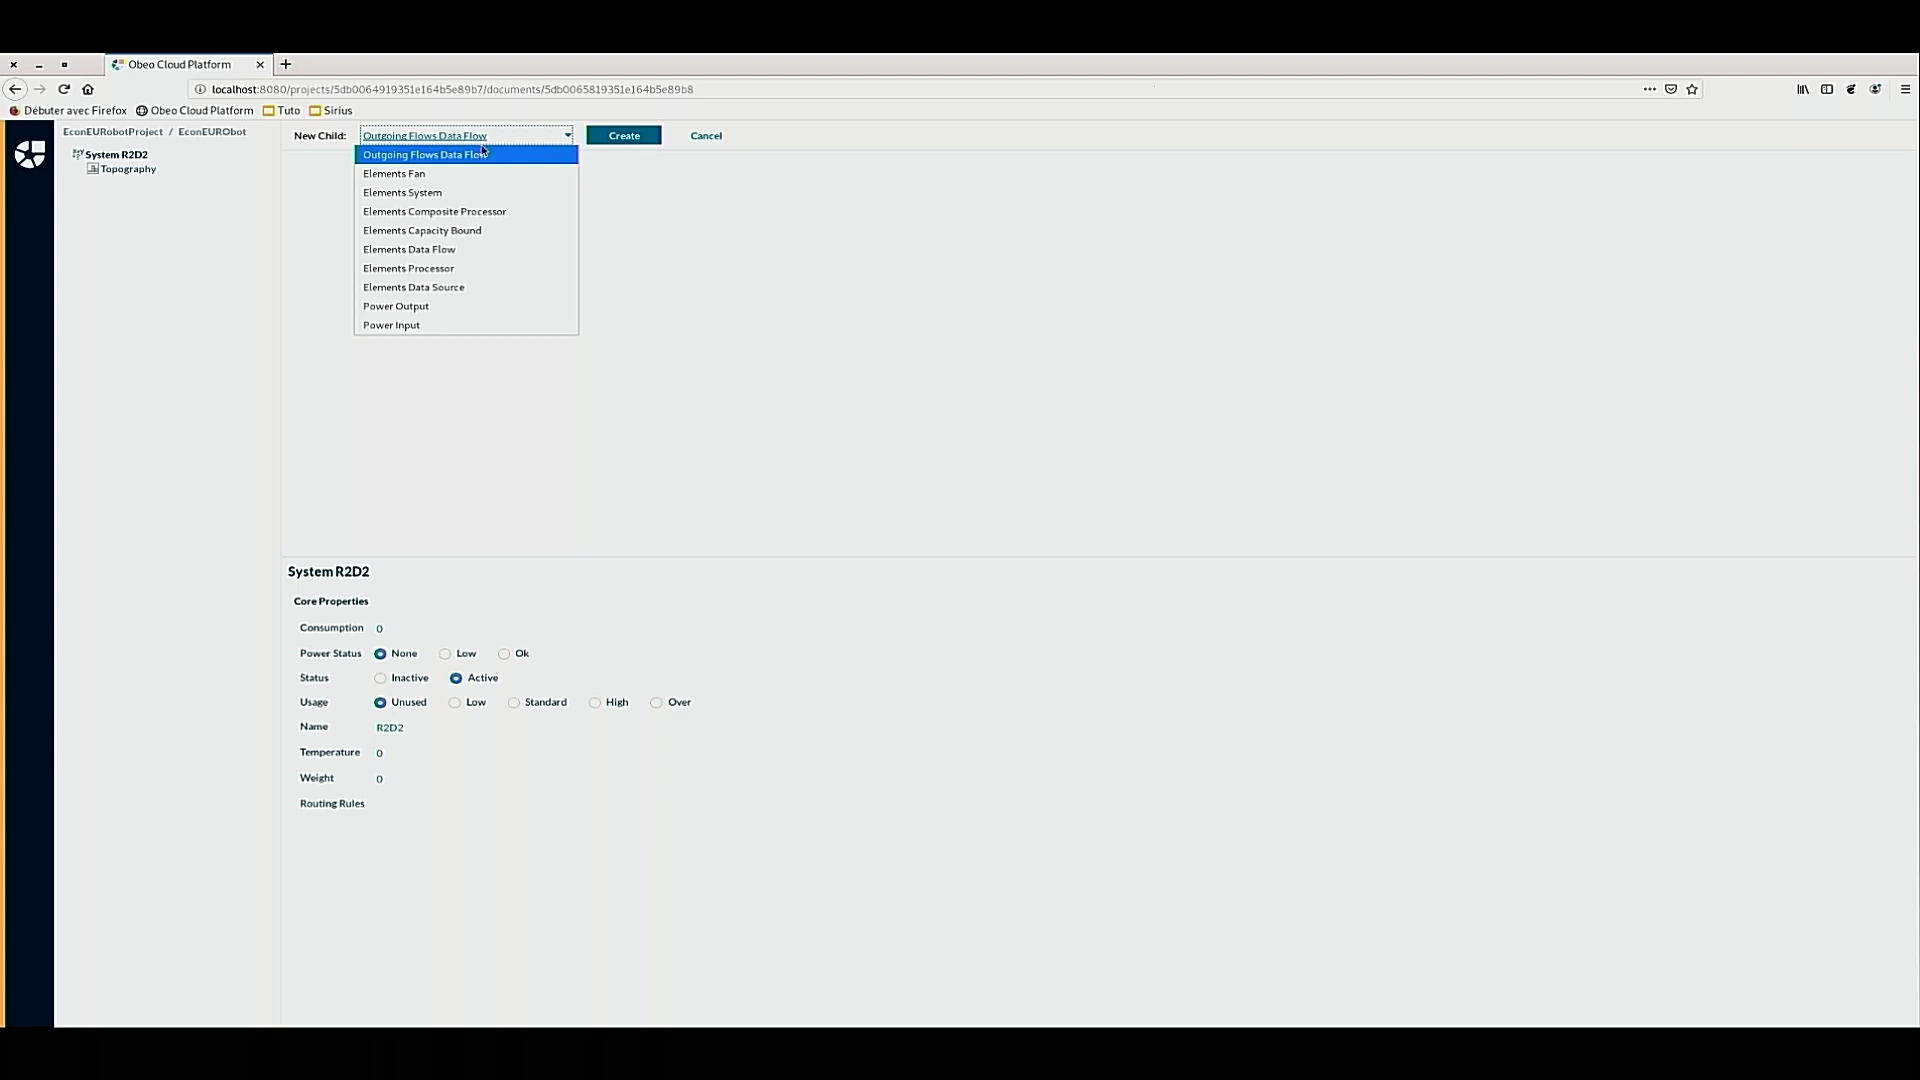 Obeo Cloud Platform
localhost:8080/projects/5db0064919351e164b5e89b7/documents/5db0065819351e164b5e89b8
Débuter avec Firefox Obeo Cloud Platform Tuto Sirius
EconEURobotProject / EconEURObot
System R2D2
Topography
New Child: Outgoing Flows Data Flow Create Cancel
Outgoing Flows Data Flow
Elements Fan
Elements System
Elements Composite Processor
Elements Capacity Bound
Elements Data Flow
Elements Processor
Elements Data Source
Power Output
Power Input
System R2D2
Core Properties
Consumption 0
Power Status None Low Ok
Status Inactive Active
Usage Unused Low Standard High Over
Name R2D2
Temperature 0
Weight 0
Routing Rules